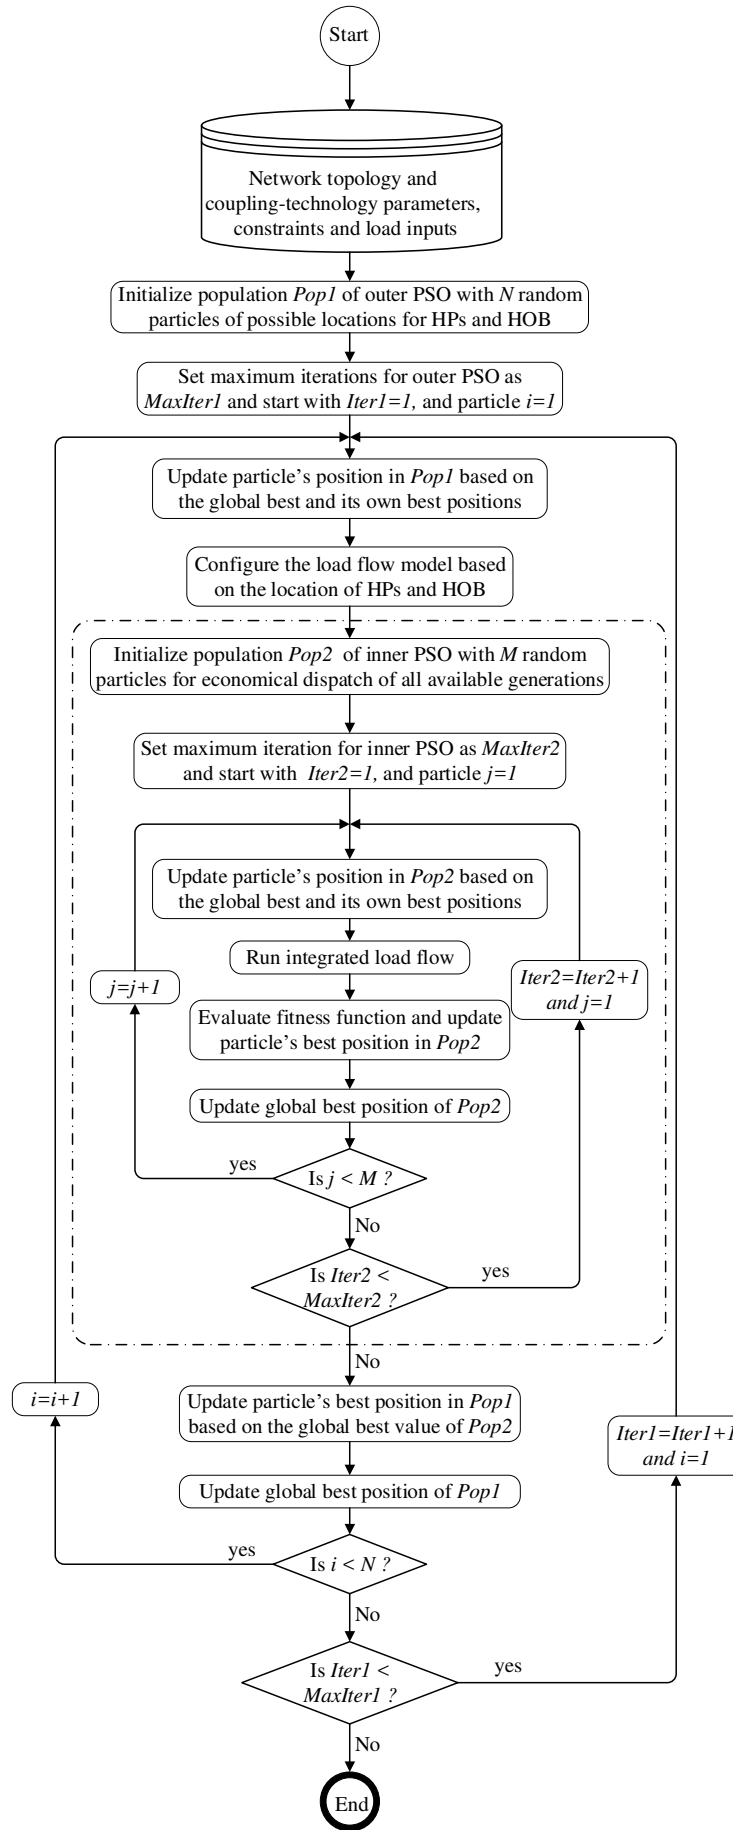 Start
Network topology and
coupling-technology parameters,
constraints and load inputs
Initialize population Pop1 of outer PSO with N random
particles of possible locations for HPs and HOB
Set maximum iterations for outer PSO as
MaxIter1 and start with Iter1=1, and particle i=1
Update particle's position in Pop1 based on
the global best and its own best positions
Configure the load flow model based
on the location of HPs and HOB
Initialize population Pop2 of inner PSO with M random
particles for economical dispatch of all available generations
Set maximum iteration for inner PSO as MaxIter2
and start with Iter2=1, and particle j=1
Update particle's position in Pop2 based on
the global best and its own best positions
Run integrated load flow
j=j+1
Iter2=Iter2+1
and j=1
Evaluate fitness function and update
particle's best position in Pop2
Update global best position of Pop2
yes
Is j < M ?
No
Is Iter2 <
MaxIter2 ?
yes
No
i=i+1
Update particle's best position in Pop1
based on the global best value of Pop2
Iter1=Iter1+1
and i=1
Update global best position of Pop1
yes
Is i < N ?
No
Is Iter1 <
MaxIter1 ?
yes
No
End